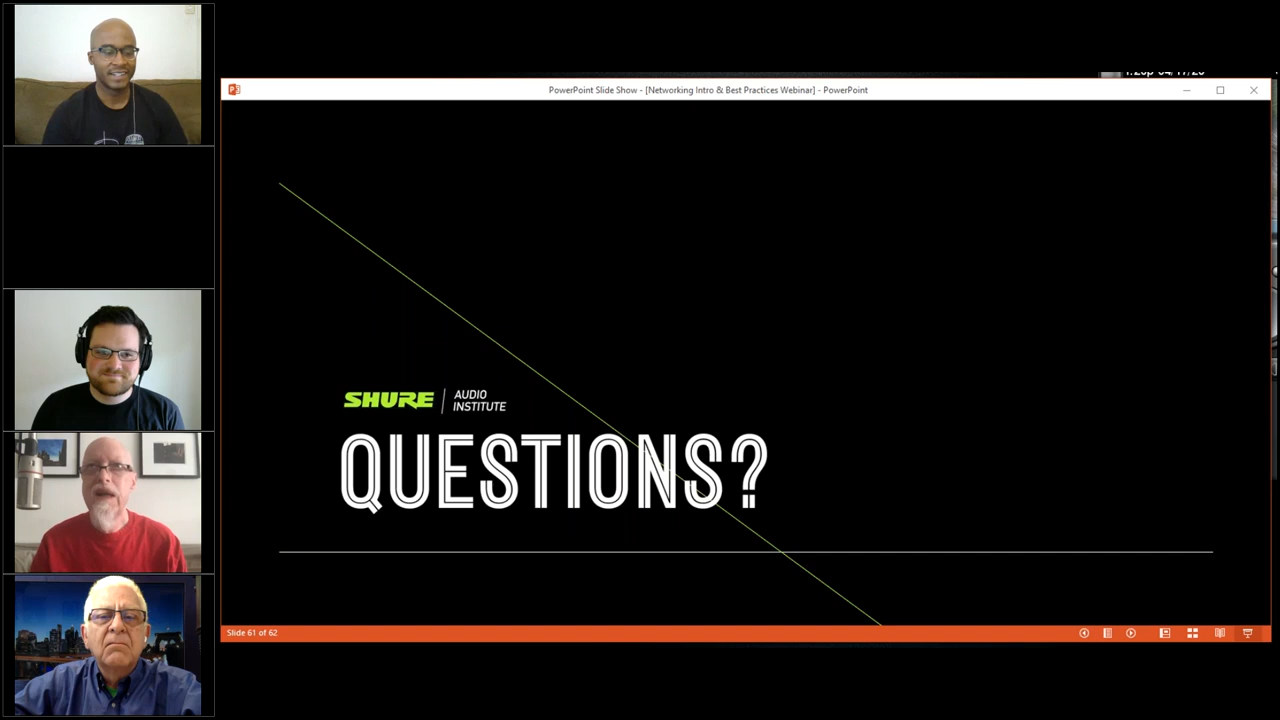 PowerPoint Slide Show - [Networking Intro & Best Practices Webinar] - PowerPoint
SHURE
AUDIO
INSTITUTE
QUESTIONS?
Slide 61 of 62